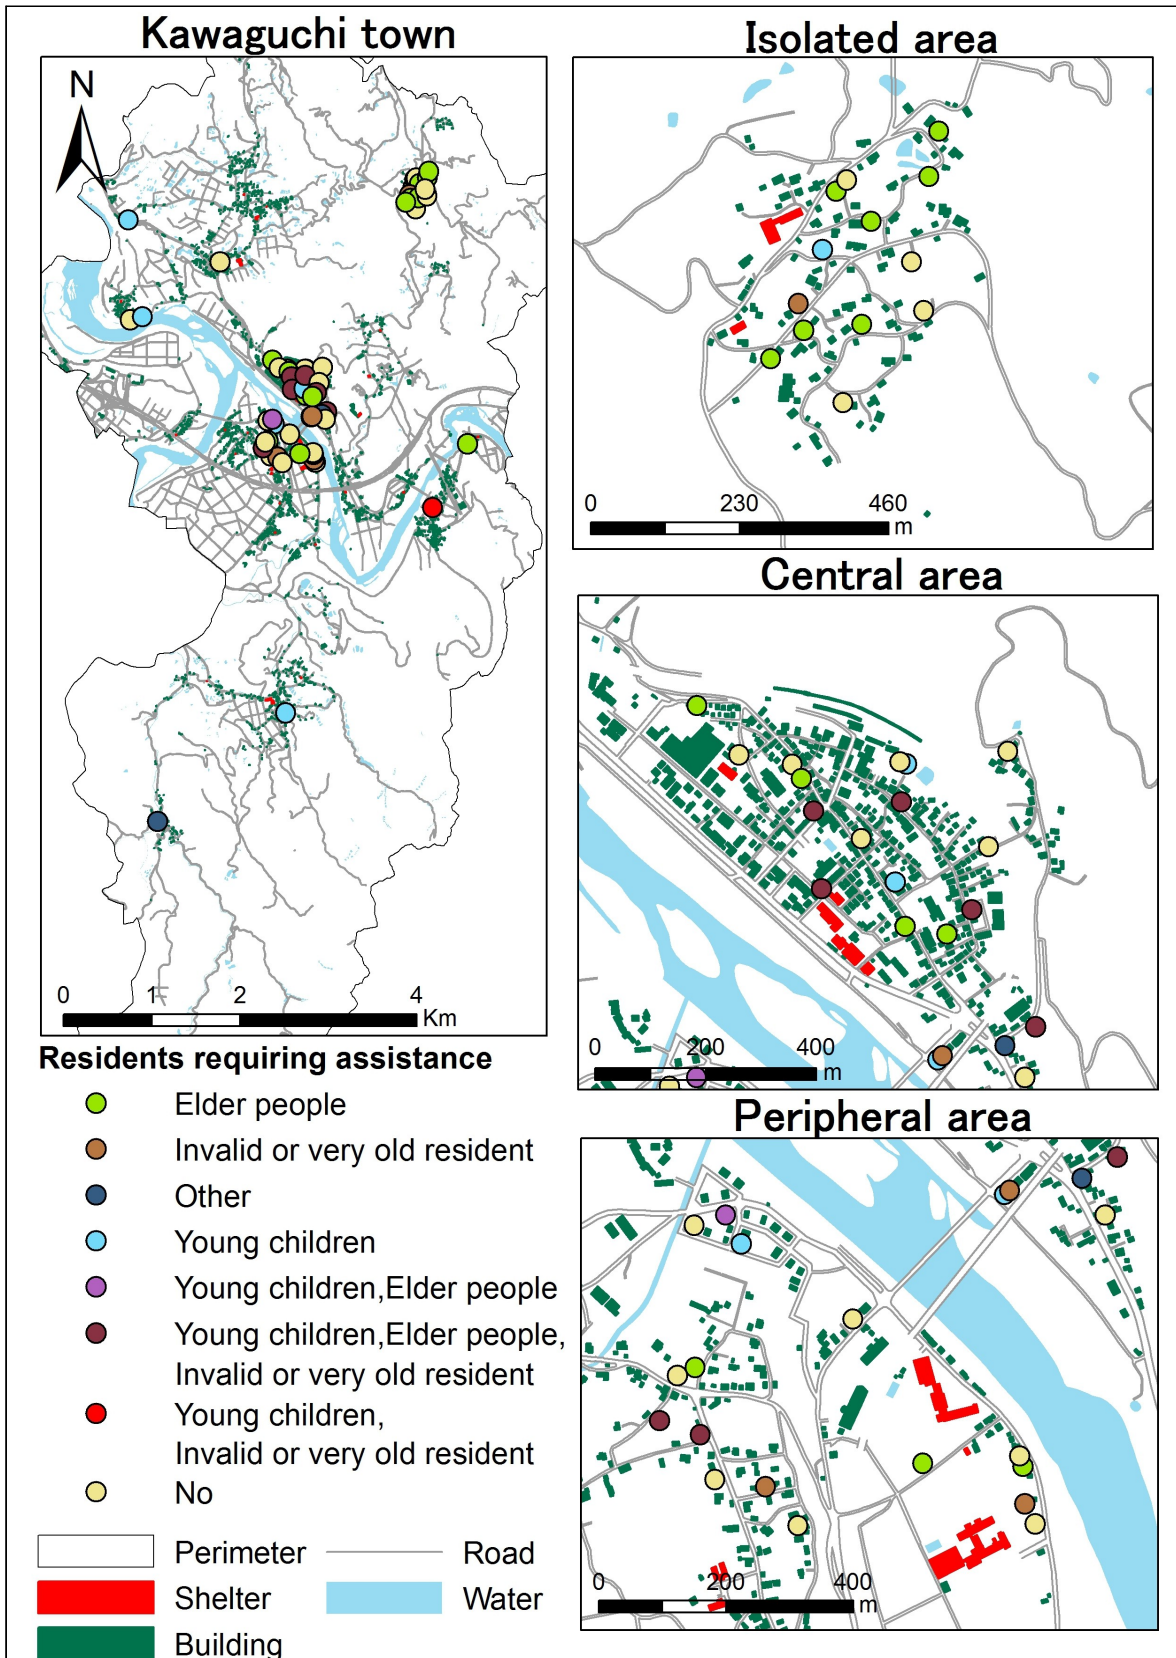 Kawaguchi town
N
0 1 2 4
Km
Isolated area
0 230 460
m
Central area
0 200 400
m
Peripheral area
0 200 400
m
Residents requiring assistance
Elder people
Invalid or very old resident
Other
Young children
Young children,Elder people
Young children,Elder people,
Invalid or very old resident
Young children,
Invalid or very old resident
No
Perimeter Road
Shelter Water
Building